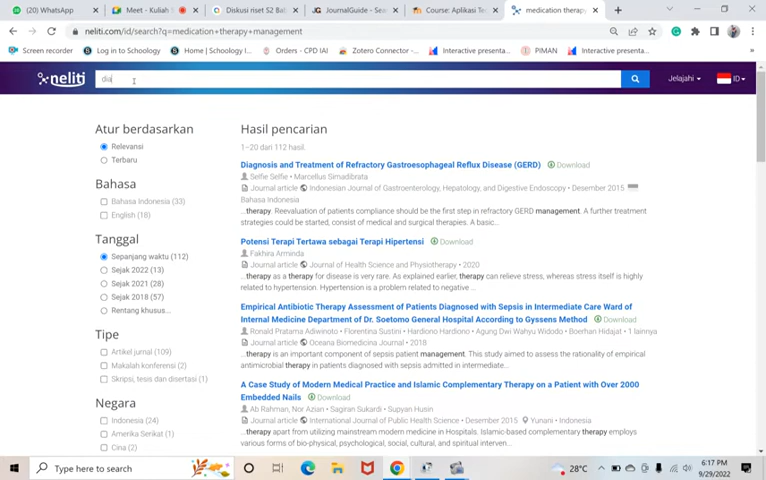 (20) WhatsApp
Meet - Kuliah S
Diskusi riset S2 Bah
JournalGuide - Sea
Course: Aplikasi Te
medication therap
neliti.com/id/search?q=medication+therapy+management
Screen recorder
Log in to Schoology
Home | Schoology
Orders - CPD IAI
Zotero Connector -...
Interactive presenta...
PIMAN
Interactive presenta...
neliti
dia
Jelajahi
ID
Atur berdasarkan
Relevansi
Terbaru
Bahasa
Bahasa Indonesia (33)
English (18)
Tanggal
Sepanjang waktu (112)
Sejak 2022 (13)
Sejak 2021 (28)
Sejak 2018 (57)
Rentang khusus...
Tipe
Artikel jurnal (109)
Makalah konferensi (2)
Skripsi, tesis dan disertasi (1)
Negara
Indonesia (24)
Amerika Serikat (1)
Cina (2)
Hasil pencarian
1–20 dari 112 hasil.
Diagnosis and Treatment of Refractory Gastroesophageal Reflux Disease (GERD) Download
Selfie Selfie • Marcellus Simadibrata
Journal article Indonesian Journal of Gastroenterology, Hepatology, and Digestive Endoscopy • Desember 2015
Bahasa Indonesia
...therapy. Reevaluation of patients compliance should be the first step in refractory GERD management. A further treatment
strategies could be started, consist of medical and surgical therapies. A basic...
Potensi Terapi Tertawa sebagai Terapi Hipertensi Download
Fakhira Arminda
Journal article Journal of Health Science and Physiotherapy • 2020
...therapy as a therapy for disease is very rare. As explained earlier, therapy can relieve stress, whereas stress itself is highly
related to hypertension. Hypertension is a problem related to negative ...
Empirical Antibiotic Therapy Assessment of Patients Diagnosed with Sepsis in Intermediate Care Ward of
Internal Medicine Department of Dr. Soetomo General Hospital According to Gyssens Method Download
Ronald Pratama Adiwinoto • Florentina Sustini • Hardiono Hardiono • Agung Dwi Wahyu Widodo • Boerhan Hidajat • 1 lainnya
Journal article Oceana Biomedicina Journal • 2018
...therapy is an important component of sepsis patient management. This study aimed to assess the rationality of empirical
antimicrobial therapy in patients diagnosed with sepsis admitted in intermediate...
A Case Study of Modern Medical Practice and Islamic Complementary Therapy on a Patient with Over 2000
Embedded Nails Download
Ab Rahman, Nor Azian • Sagiran Sukardi • Supyan Husin
Journal article International Journal of Public Health Science • Desember 2015 Yunani • Indonesia
...therapy apart from utilizing mainstream modern medicine in Hospitals. Islamic-based complementary therapy employs
various forms of bio-physical, psychological, social, cultural, and spiritual interven...
Type here to search
28°C
6:17 PM
9/29/2022